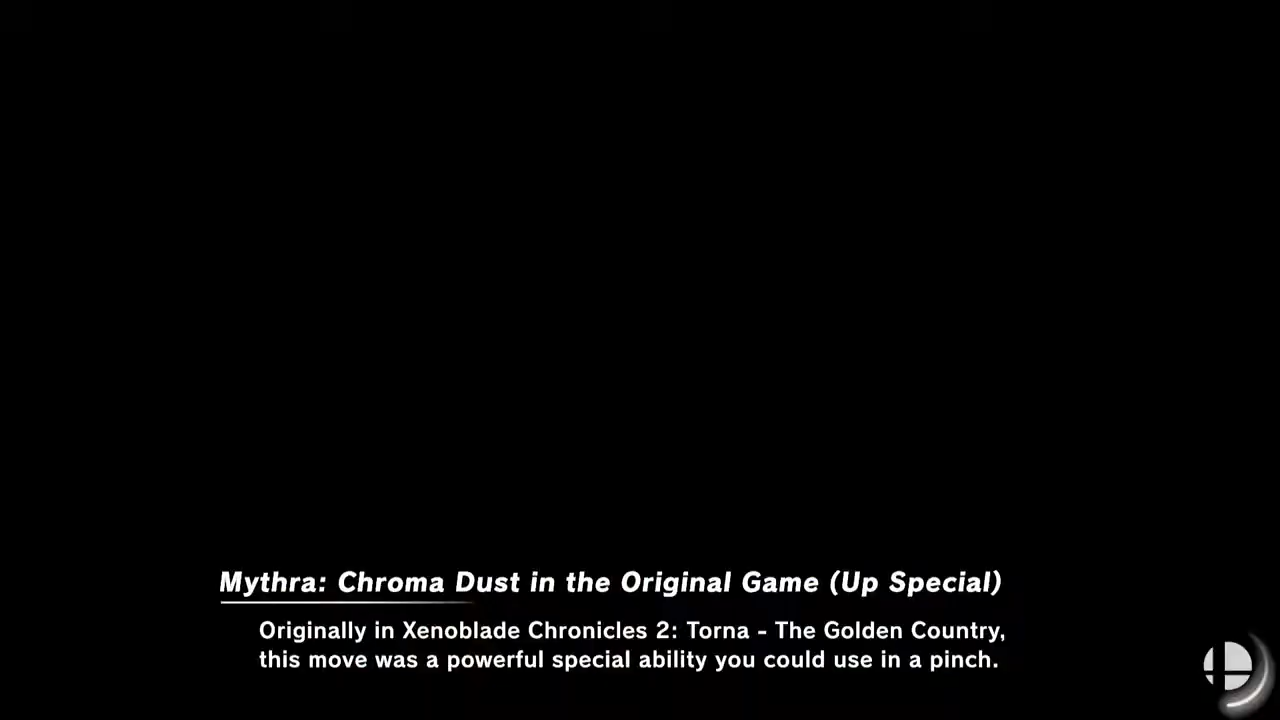 Mythra: Chroma Dust in the Original Game (Up Special)
Originally in Xenoblade Chronicles 2: Torna - The Golden Country,
this move was a powerful special ability you could use in a pinch.